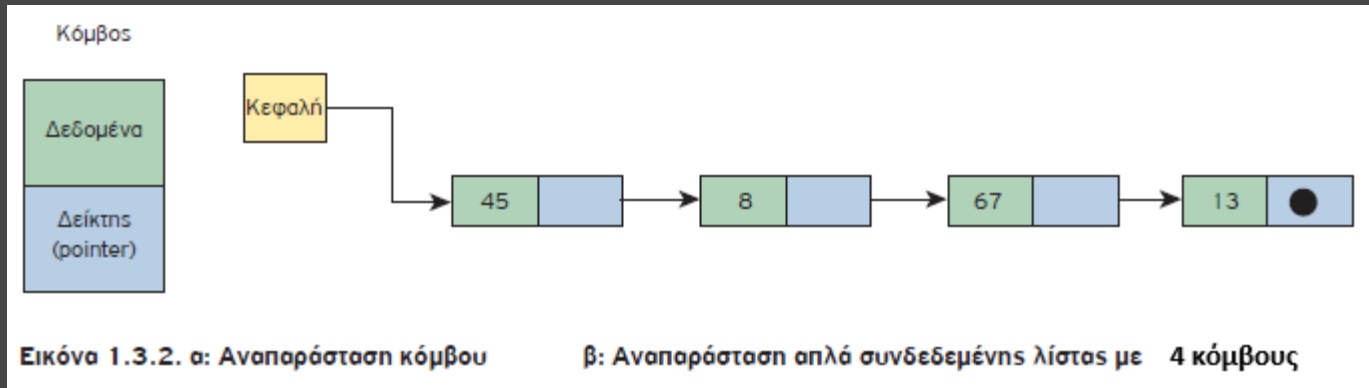 Κόμβος
Δεδομένα
Δείκτης
(pointer)
Κεφαλή
45
8
67
13
Εικόνα 1.3.2. α: Αναπαράσταση κόμβου
β: Αναπαράσταση απλά συνδεδεμένης λίστας με 4 κόμβους